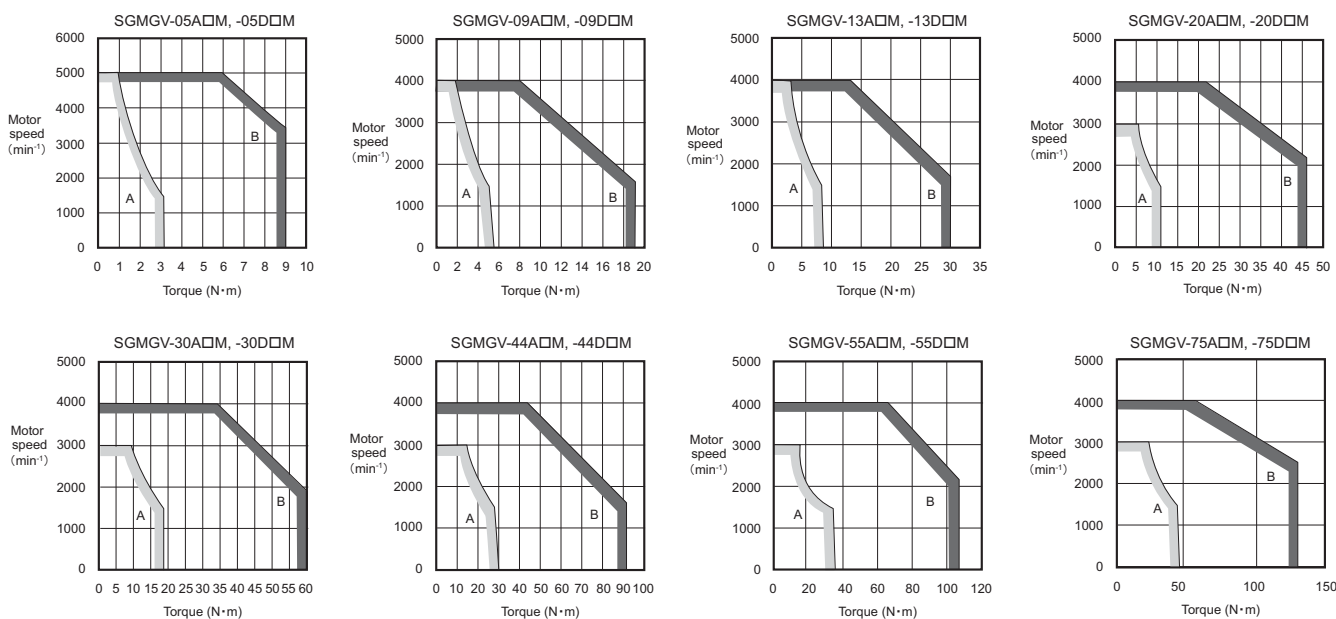 SGMGV-05A□M, -05D□M
6000
5000
4000
3000
2000
1000
0
Motor
speed
(min-1)
A
B
0 1 2 3 4 5 6 7 8 9 10
Torque (N・m)
SGMGV-09A□M, -09D□M
5000
4000
3000
2000
1000
0
Motor
speed
(min-1)
A
B
0 2 4 6 8 10 12 14 16 18 20
Torque (N・m)
SGMGV-13A□M, -13D□M
5000
4000
3000
2000
1000
0
Motor
speed
(min-1)
A
B
0 5 10 15 20 25 30 35
Torque (N・m)
SGMGV-20A□M, -20D□M
5000
4000
3000
2000
1000
0
Motor
speed
(min-1)
A
B
0 5 10 15 20 25 30 35 40 45 50
Torque (N・m)
SGMGV-30A□M, -30D□M
5000
4000
3000
2000
1000
0
Motor
speed
(min-1)
A
B
0 5 10 15 20 25 30 35 40 45 50 55 60
Torque (N・m)
SGMGV-44A□M, -44D□M
5000
4000
3000
2000
1000
0
Motor
speed
(min-1)
A
B
0 10 20 30 40 50 60 70 80 90 100
Torque (N・m)
SGMGV-55A□M, -55D□M
5000
4000
3000
2000
1000
0
Motor
speed
(min-1)
A
B
0 20 40 60 80 100 120
Torque (N・m)
SGMGV-75A□M, -75D□M
5000
4000
3000
2000
1000
0
Motor
speed
(min-1)
A
B
0 50 100 150
Torque (N・m)